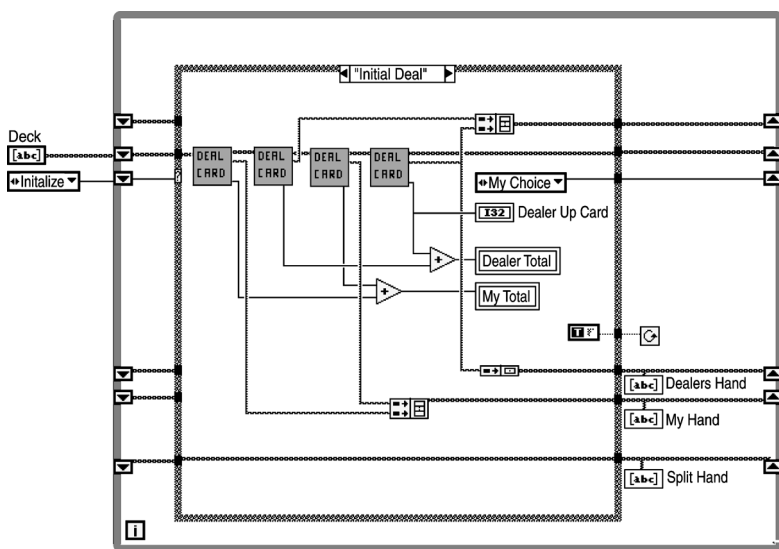 "Initial Deal"
Deck
[abc]
Initalize
DEAL CARD
DEAL CARD
DEAL CARD
DEAL CARD
My Choice
I32 Dealer Up Card
Dealer Total
My Total
T F
[abc] Dealers Hand
[abc] My Hand
[abc] Split Hand
i